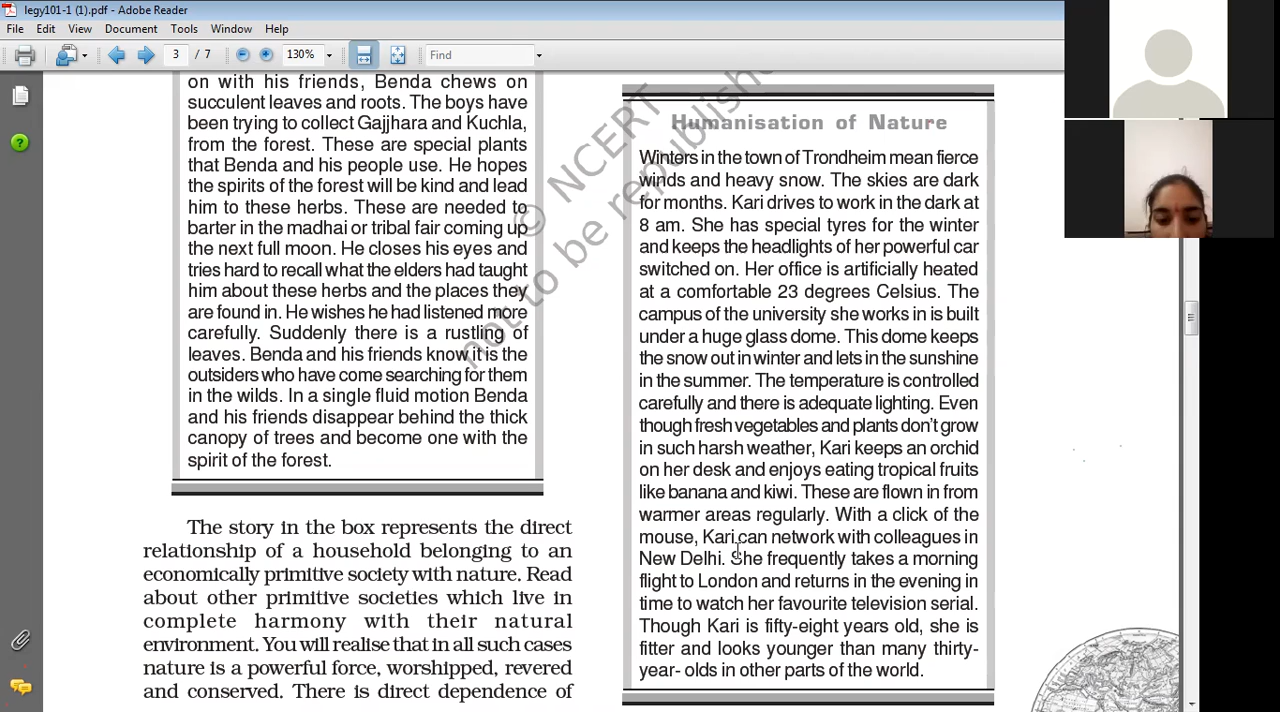 legy101-1 (1).pdf - Adobe Reader
File Edit View Document Tools Window Help
3 / 7 130% Find
on with his friends, Benda chews on
succulent leaves and roots. The boys have
been trying to collect Gajjhara and Kuchla,
from the forest. These are special plants
that Benda and his people use. He hopes
the spirits of the forest will be kind and lead
him to these herbs. These are needed to
barter in the madhai or tribal fair coming up
the next full moon. He closes his eyes and
tries hard to recall what the elders had taught
him about these herbs and the places they
are found in. He wishes he had listened more
carefully. Suddenly there is a rustling of
leaves. Benda and his friends know it is the
outsiders who have come searching for them
in the wilds. In a single fluid motion Benda
and his friends disappear behind the thick
canopy of trees and become one with the
spirit of the forest.
The story in the box represents the direct
relationship of a household belonging to an
economically primitive society with nature. Read
about other primitive societies which live in
complete harmony with their natural
environment. You will realise that in all such cases
nature is a powerful force, worshipped, revered
and conserved. There is direct dependence of
© NCERT
not to be republishe
Humanisation of Nature
Winters in the town of Trondheim mean fierce
winds and heavy snow. The skies are dark
for months. Kari drives to work in the dark at
8 am. She has special tyres for the winter
and keeps the headlights of her powerful car
switched on. Her office is artificially heated
at a comfortable 23 degrees Celsius. The
campus of the university she works in is built
under a huge glass dome. This dome keeps
the snow out in winter and lets in the sunshine
in the summer. The temperature is controlled
carefully and there is adequate lighting. Even
though fresh vegetables and plants don't grow
in such harsh weather, Kari keeps an orchid
on her desk and enjoys eating tropical fruits
like banana and kiwi. These are flown in from
warmer areas regularly. With a click of the
mouse, Kari can network with colleagues in
New Delhi. She frequently takes a morning
flight to London and returns in the evening in
time to watch her favourite television serial.
Though Kari is fifty-eight years old, she is
fitter and looks younger than many thirty-
year- olds in other parts of the world.